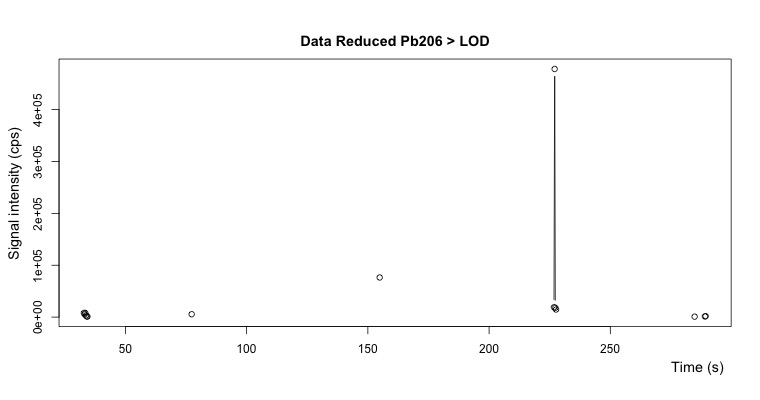 Data Reduced Pb206 > LOD
Signal intensity (cps)
4e+05
3e+05
2e+05
1e+05
0e+00
50 100 150 200 250
Time (s)